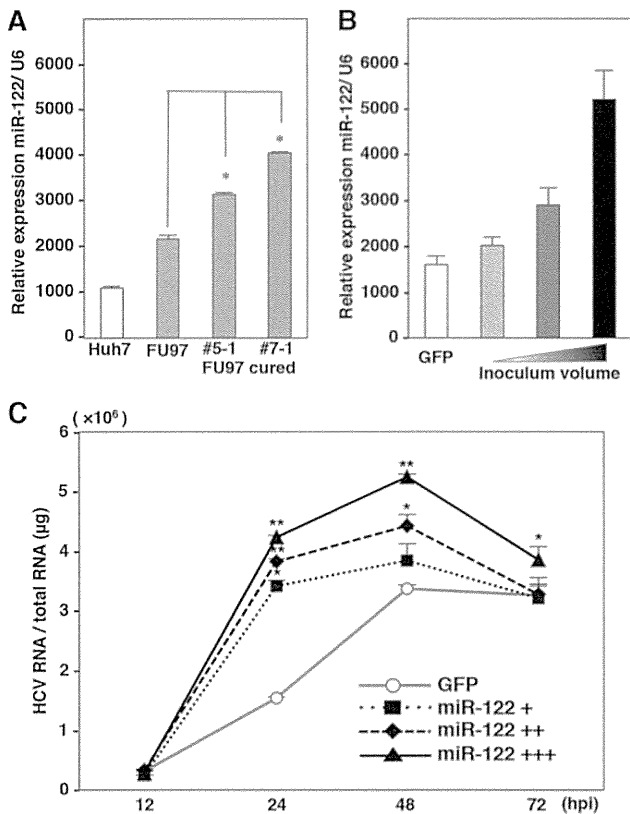 A
Relative expression miR-122/ U6
6000
5000
4000
3000
2000
1000
0
*
*
Huh7
FU97
#5-1
#7-1
FU97 cured
B
Relative expression miR-122/ U6
6000
5000
4000
3000
2000
1000
0
GFP
Inoculum volume
C
(×10⁶)
HCV RNA / total RNA (μg)
6
5
4
3
2
1
0
**
**
*
**
*
*
GFP
miR-122 +
miR-122 ++
miR-122 +++
12
24
48
72
(hpi)